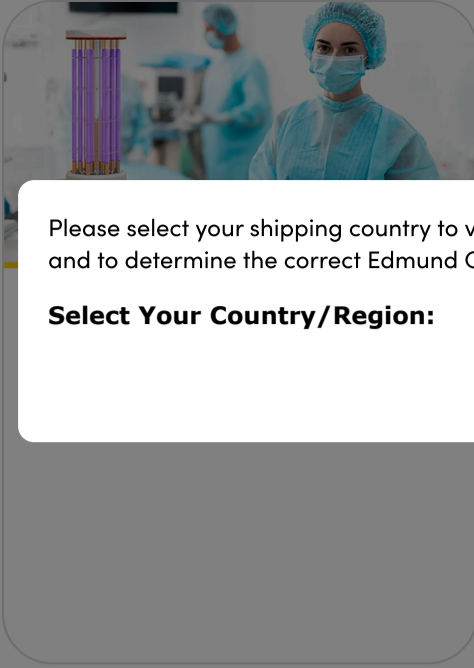 Please select your shipping country to
and to determine the correct Edmund
Select Your Country/Region: